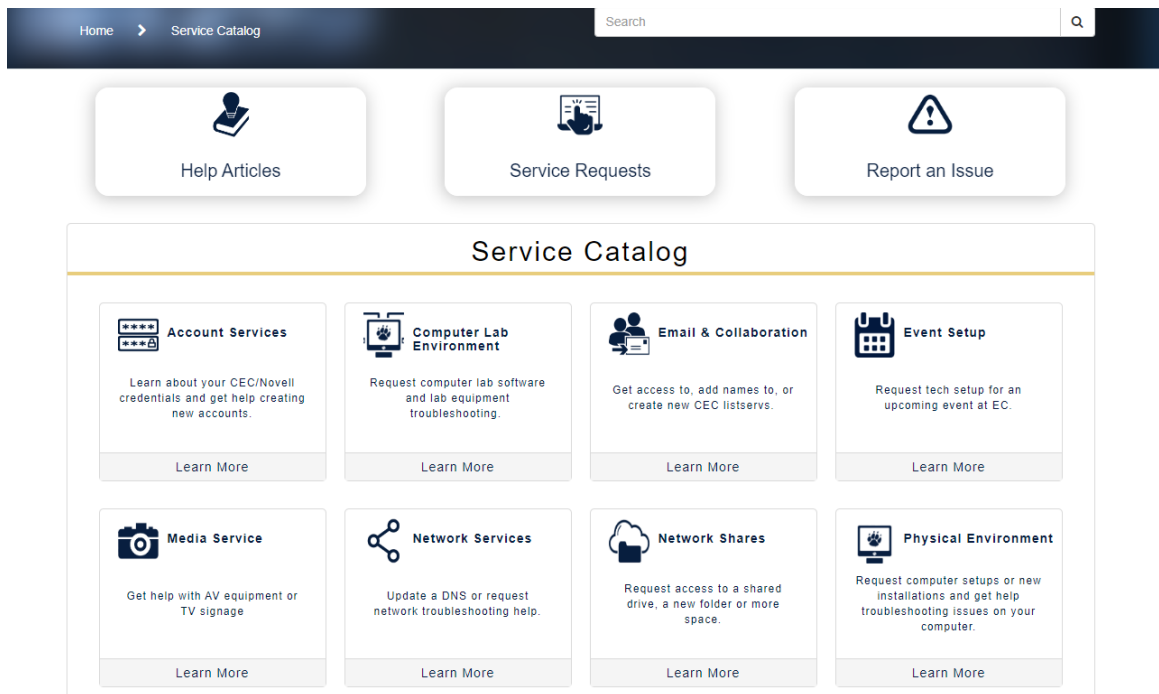 Home Service Catalog
Search
Help Articles
Service Requests
Report an Issue
Service Catalog
Account Services
Learn about your CEC/Novell
credentials and get help creating
new accounts.
Learn More
Computer Lab
Environment
Request computer lab software
and lab equipment
troubleshooting.
Learn More
Email & Collaboration
Get access to, add names to, or
create new CEC listservs.
Learn More
Event Setup
Request tech setup for an
upcoming event at EC.
Learn More
Media Service
Get help with AV equipment or
TV signage
Learn More
Network Services
Update a DNS or request
network troubleshooting help.
Learn More
Network Shares
Request access to a shared
drive, a new folder or more
space.
Learn More
Physical Environment
Request computer setups or new
installations and get help
troubleshooting issues on your
computer.
Learn More